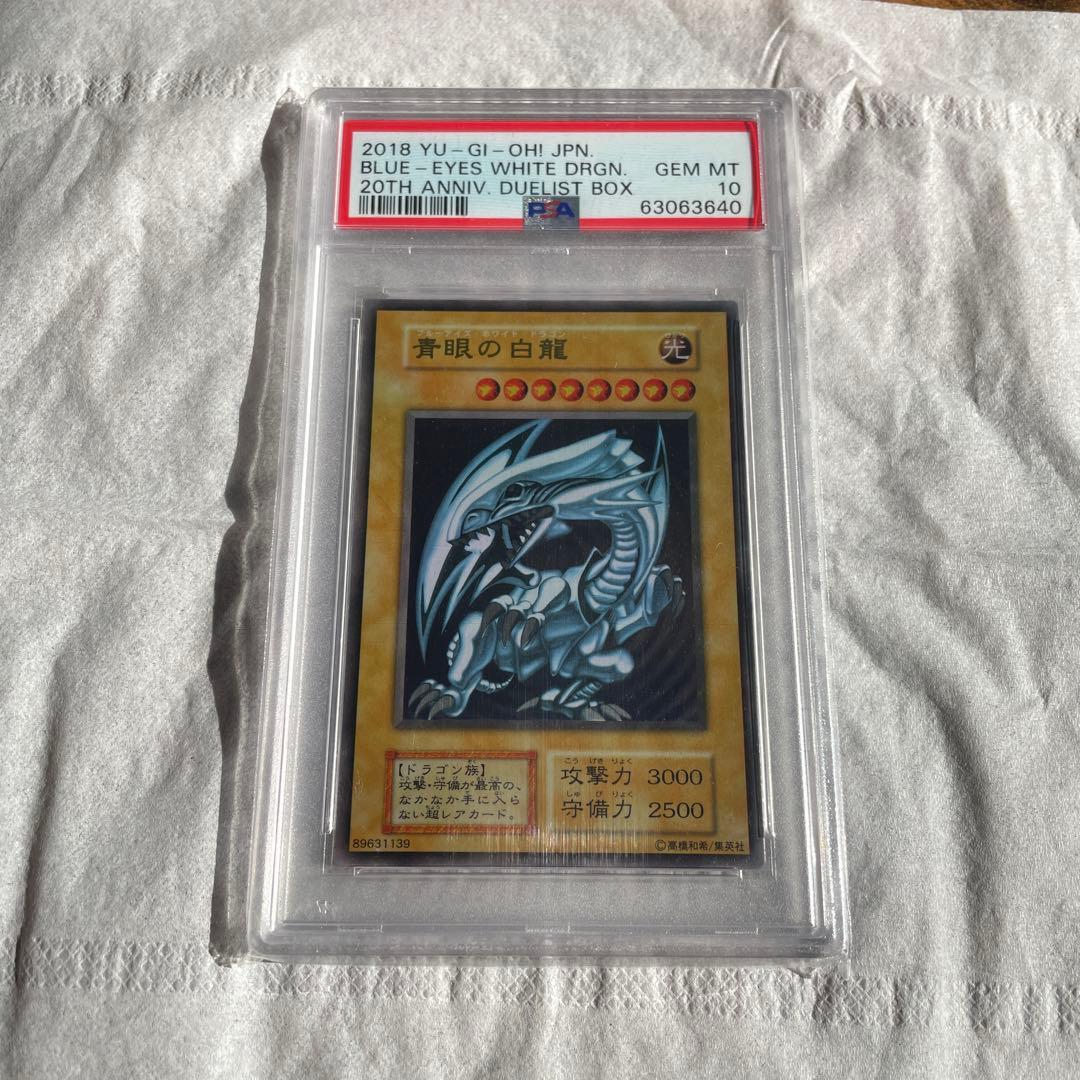 2018 YU-GI-OH! JPN.
BLUE-EYES WHITE DRGN. GEM MT
20TH ANNIV. DUELIST BOX 10
PSA 63063640
ブルーアイズ ホワイト ドラゴン
青眼の白龍 光
【ドラゴン族】
攻撃・守備が最高の、
なかなか手に入ら
ない超レアカード。
こう げき りょく
攻撃力 3000
しゅ び りょく
守備力 2500
89631139 ©高橋和希/集英社